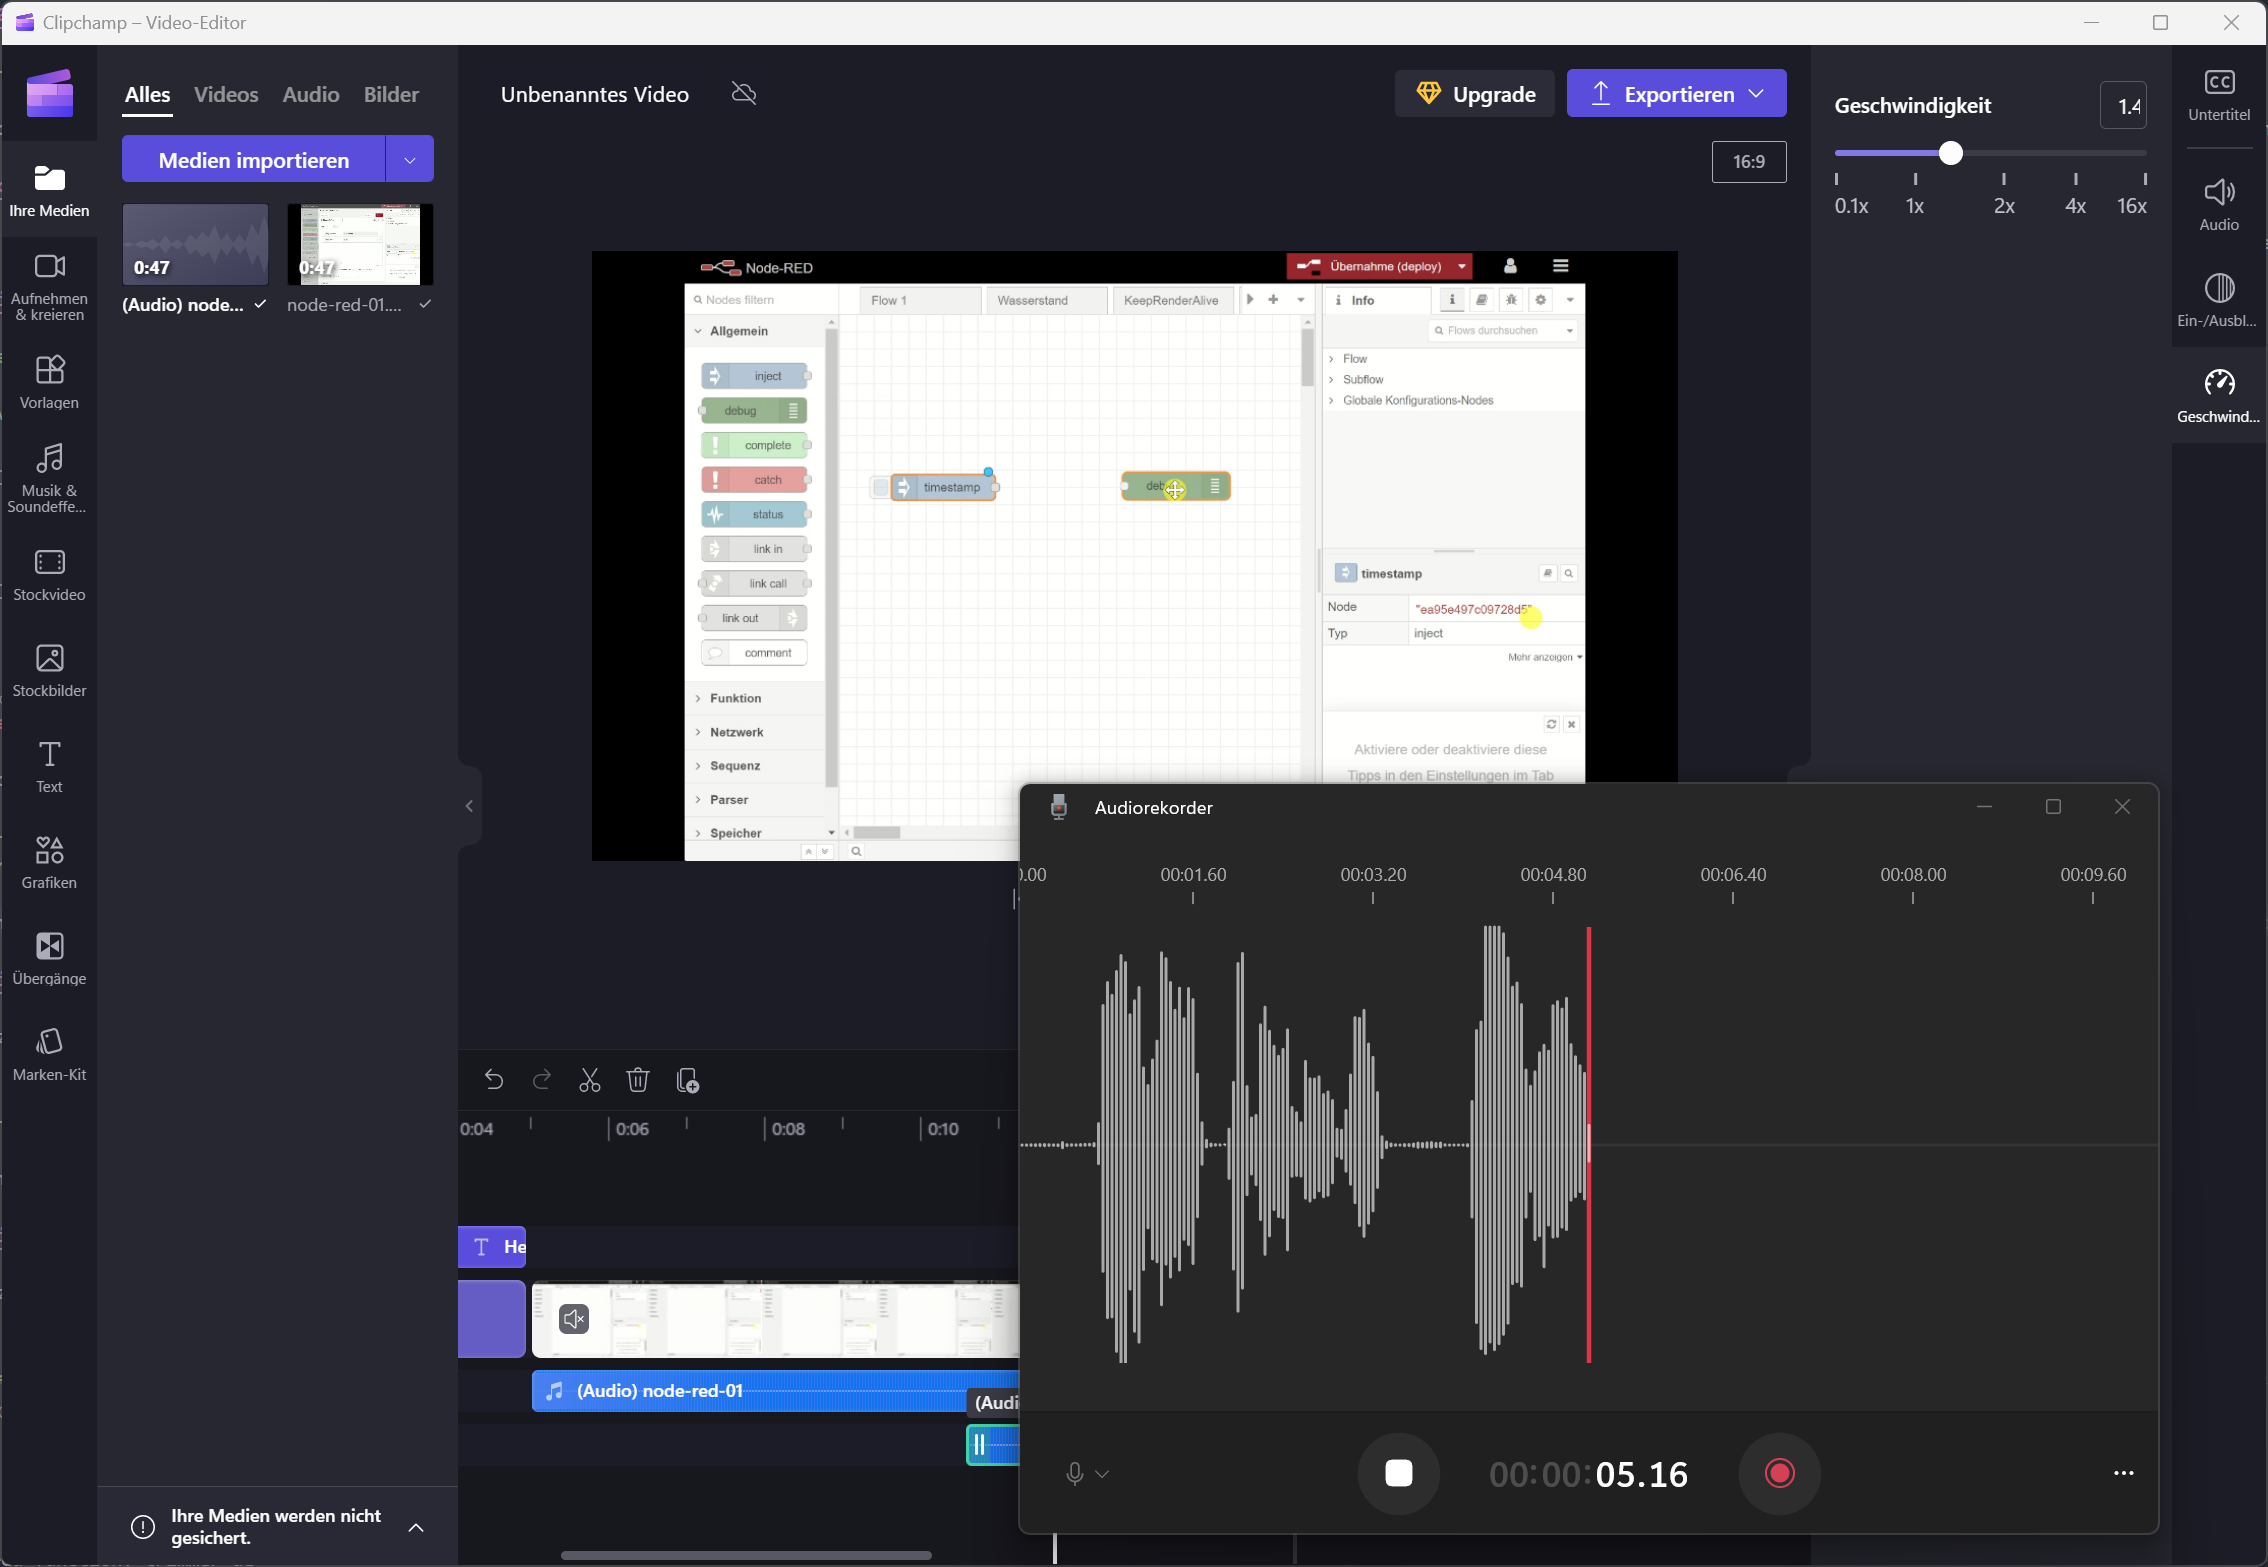 Clipchamp – Video-Editor
Alles Videos Audio Bilder
Medien importieren
0:47
0:47
(Audio) node...
node-red-01....
Ihre Medien
Aufnehmen
& kreieren
Vorlagen
Musik &
Soundeffe...
Stockvideo
Stockbilder
Text
Grafiken
Übergänge
Marken-Kit
Ihre Medien werden nicht
gesichert.
Unbenanntes Video
Upgrade
Exportieren
16:9
Node-RED
Übernahme (deploy)
Nodes filtern
Flow 1
Wasserstand
KeepRenderAlive
Info
Flows durchsuchen
Allgemein
inject
debug
complete
catch
status
link in
link call
link out
comment
Funktion
Netzwerk
Sequenz
Parser
Speicher
timestamp
deb
Flow
Subflow
Globale Konfigurations-Nodes
timestamp
Node
"ea95e497c09728d5"
Typ
inject
Mehr anzeigen
Aktiviere oder deaktiviere diese
Tipps in den Einstellungen im Tab
Geschwindigkeit
1.4
0.1x 1x 2x 4x 16x
CC
Untertitel
Audio
Ein-/Ausbl...
Geschwind...
0:04 0:06 0:08 0:10
T He
(Audio) node-red-01
(Audi
Audiorekorder
0.00 00:01.60 00:03.20 00:04.80 00:06.40 00:08.00 00:09.60
00:00:05.16